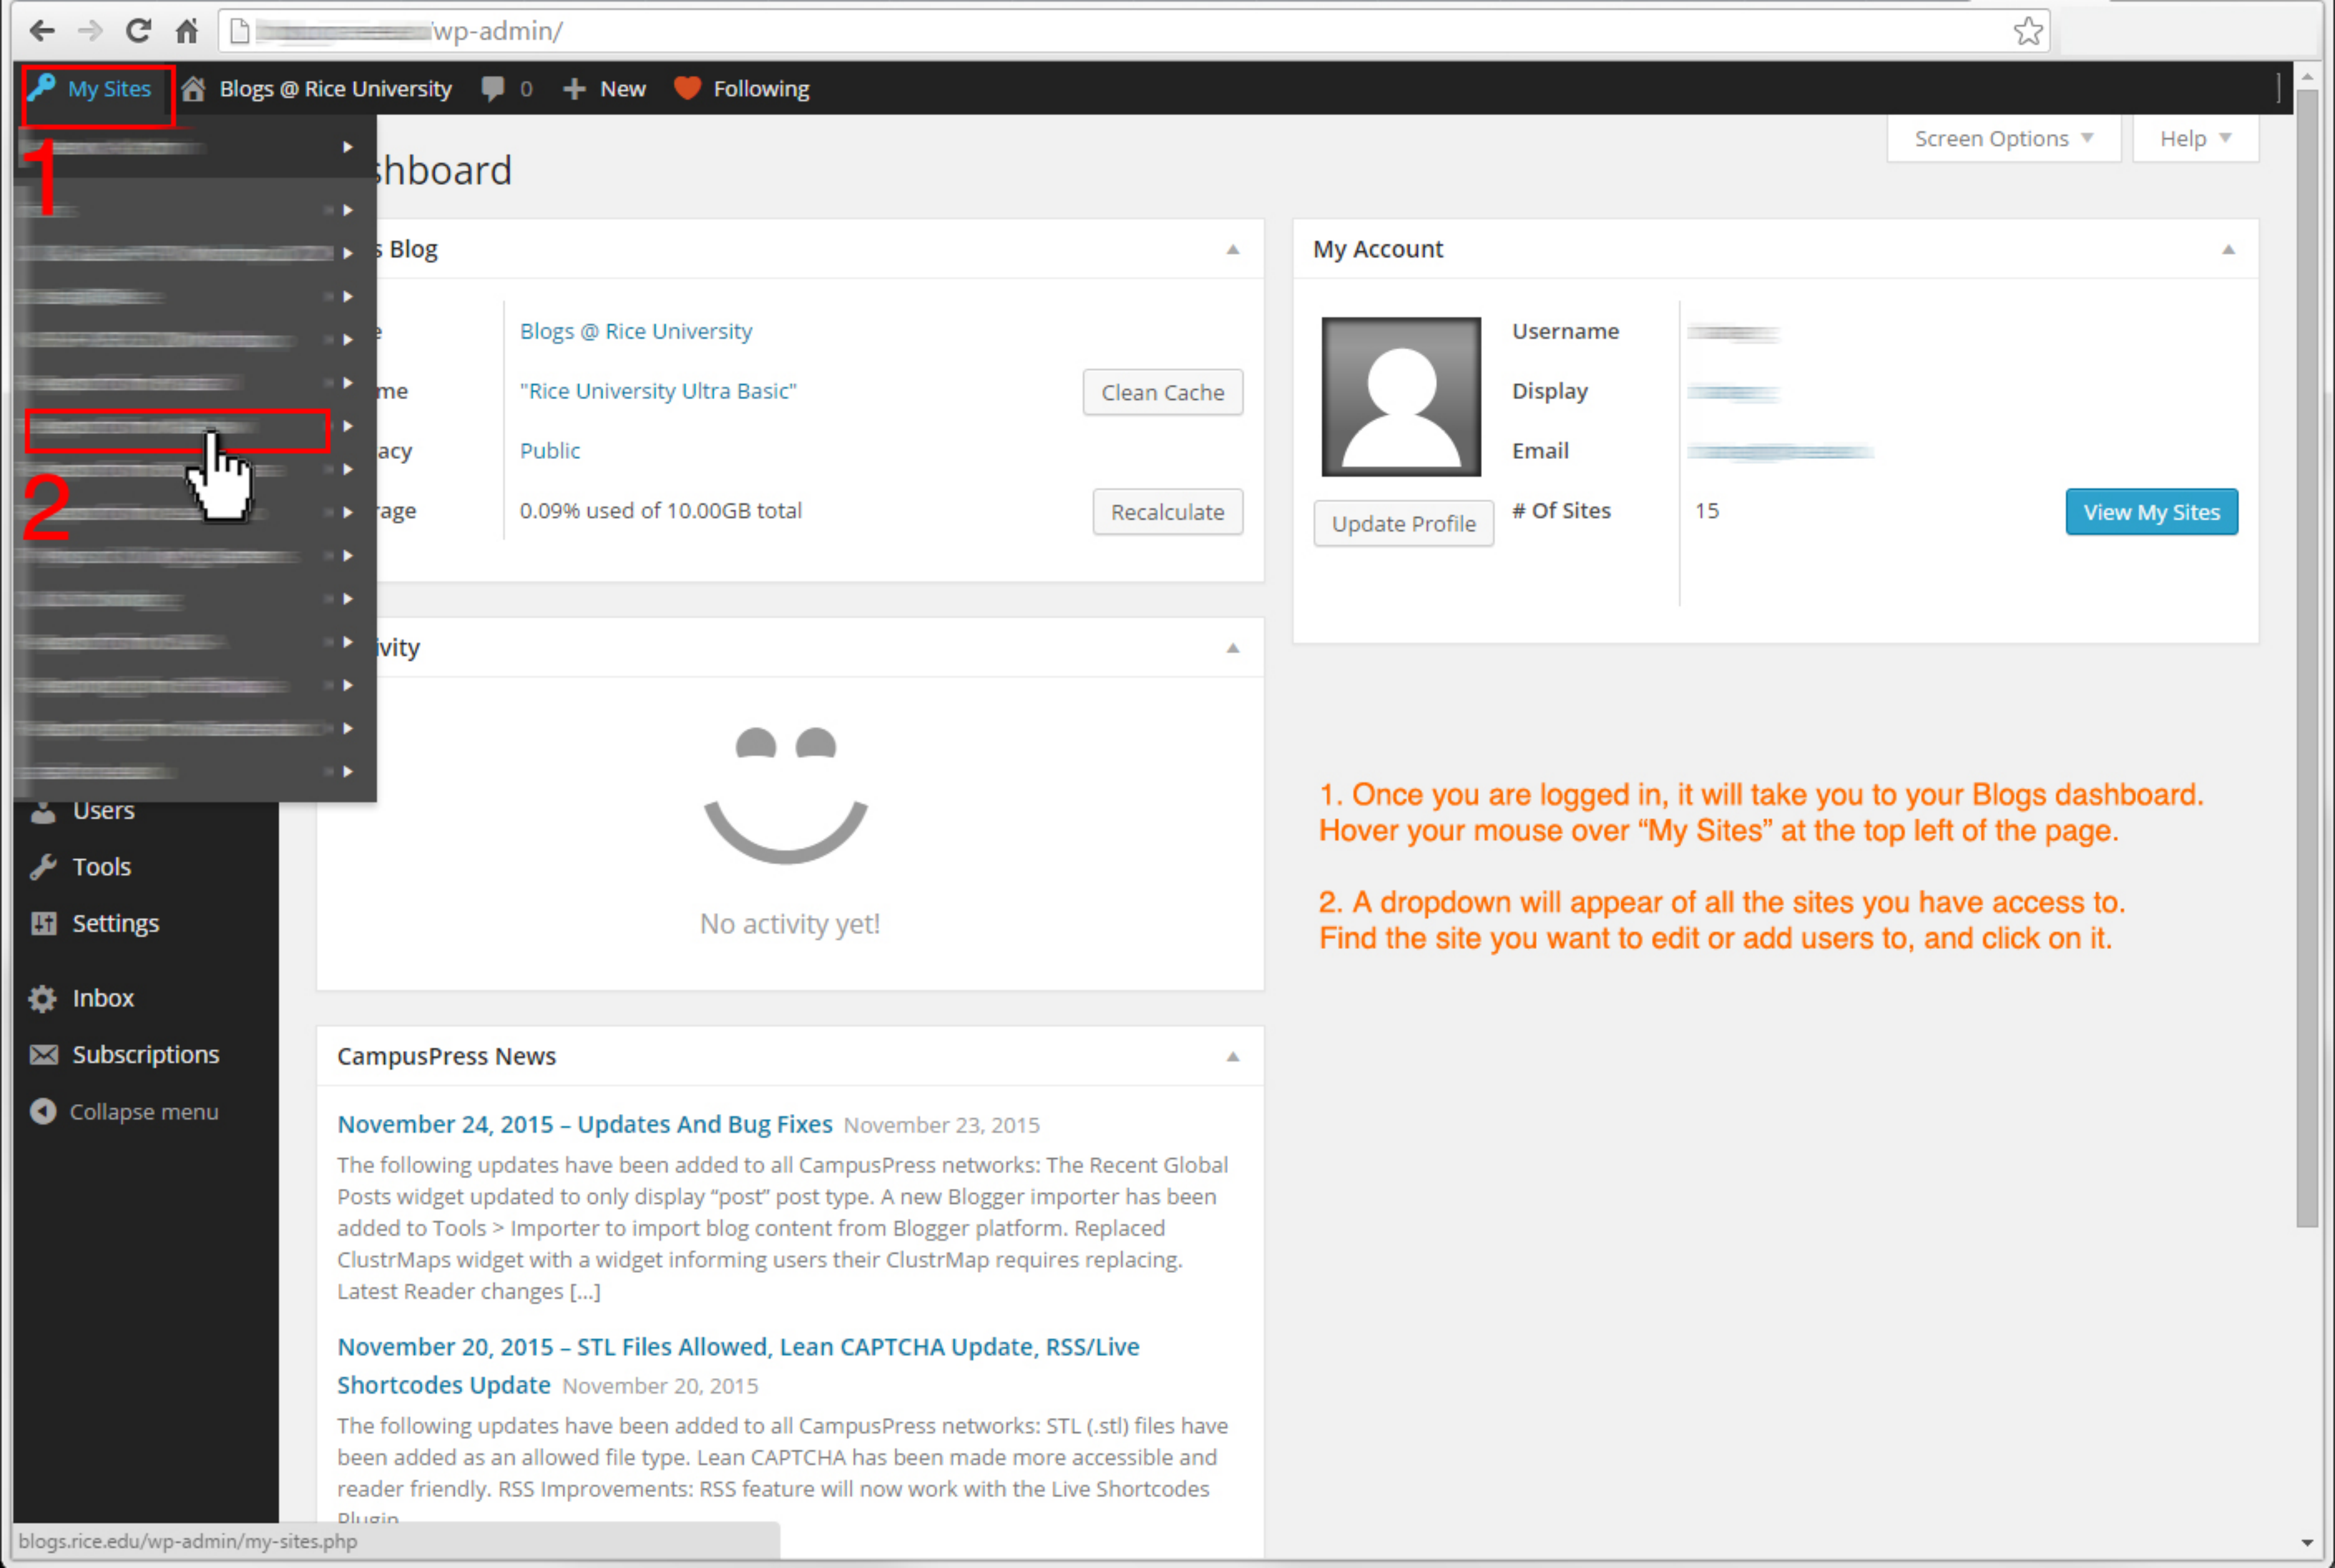 wp-admin/
My Sites
Blogs @ Rice University
0
New
Following
1
Screen Options
Help
shboard
s Blog
e
Blogs @ Rice University
me
"Rice University Ultra Basic"
Clean Cache
acy
Public
rage
0.09% used of 10.00GB total
Recalculate
2
My Account
Username
Display
Email
# Of Sites
15
Update Profile
View My Sites
ivity
No activity yet!
1. Once you are logged in, it will take you to your Blogs dashboard.
Hover your mouse over “My Sites” at the top left of the page.
2. A dropdown will appear of all the sites you have access to.
Find the site you want to edit or add users to, and click on it.
Users
Tools
Settings
Inbox
Subscriptions
Collapse menu
CampusPress News
November 24, 2015 – Updates And Bug Fixes November 23, 2015
The following updates have been added to all CampusPress networks: The Recent Global
Posts widget updated to only display “post” post type. A new Blogger importer has been
added to Tools > Importer to import blog content from Blogger platform. Replaced
ClustrMaps widget with a widget informing users their ClustrMap requires replacing.
Latest Reader changes […]
November 20, 2015 – STL Files Allowed, Lean CAPTCHA Update, RSS/Live
Shortcodes Update November 20, 2015
The following updates have been added to all CampusPress networks: STL (.stl) files have
been added as an allowed file type. Lean CAPTCHA has been made more accessible and
reader friendly. RSS Improvements: RSS feature will now work with the Live Shortcodes
Plugin
blogs.rice.edu/wp-admin/my-sites.php